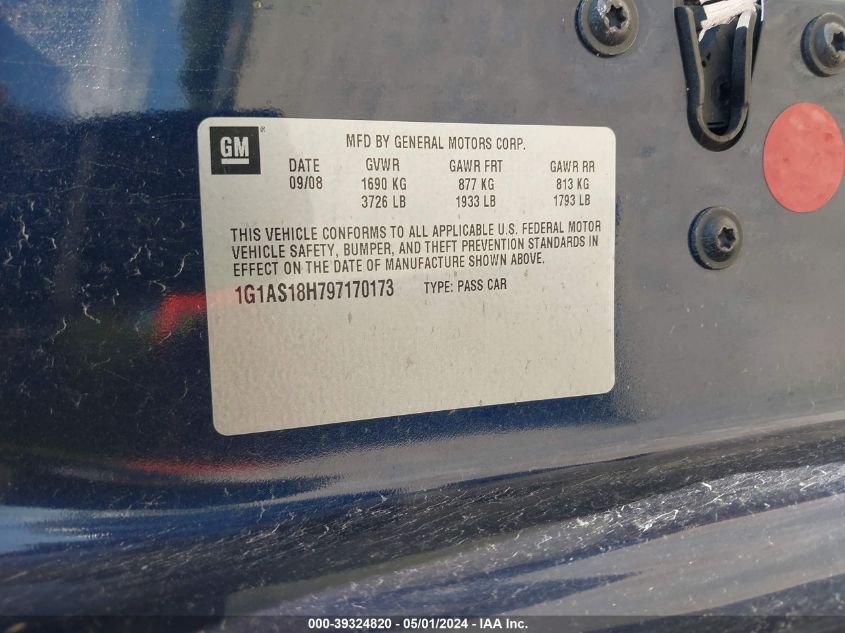 GM
MFD BY GENERAL MOTORS CORP.
DATE GVWR GAWR FRT GAWR RR
09/08 1690 KG 877 KG 813 KG
3726 LB 1933 LB 1793 LB
THIS VEHICLE CONFORMS TO ALL APPLICABLE U.S. FEDERAL MOTOR
VEHICLE SAFETY, BUMPER, AND THEFT PREVENTION STANDARDS IN
EFFECT ON THE DATE OF MANUFACTURE SHOWN ABOVE.
1G1AS18H797170173 TYPE: PASS CAR
000-39324820 - 05/01/2024 - IAA Inc.